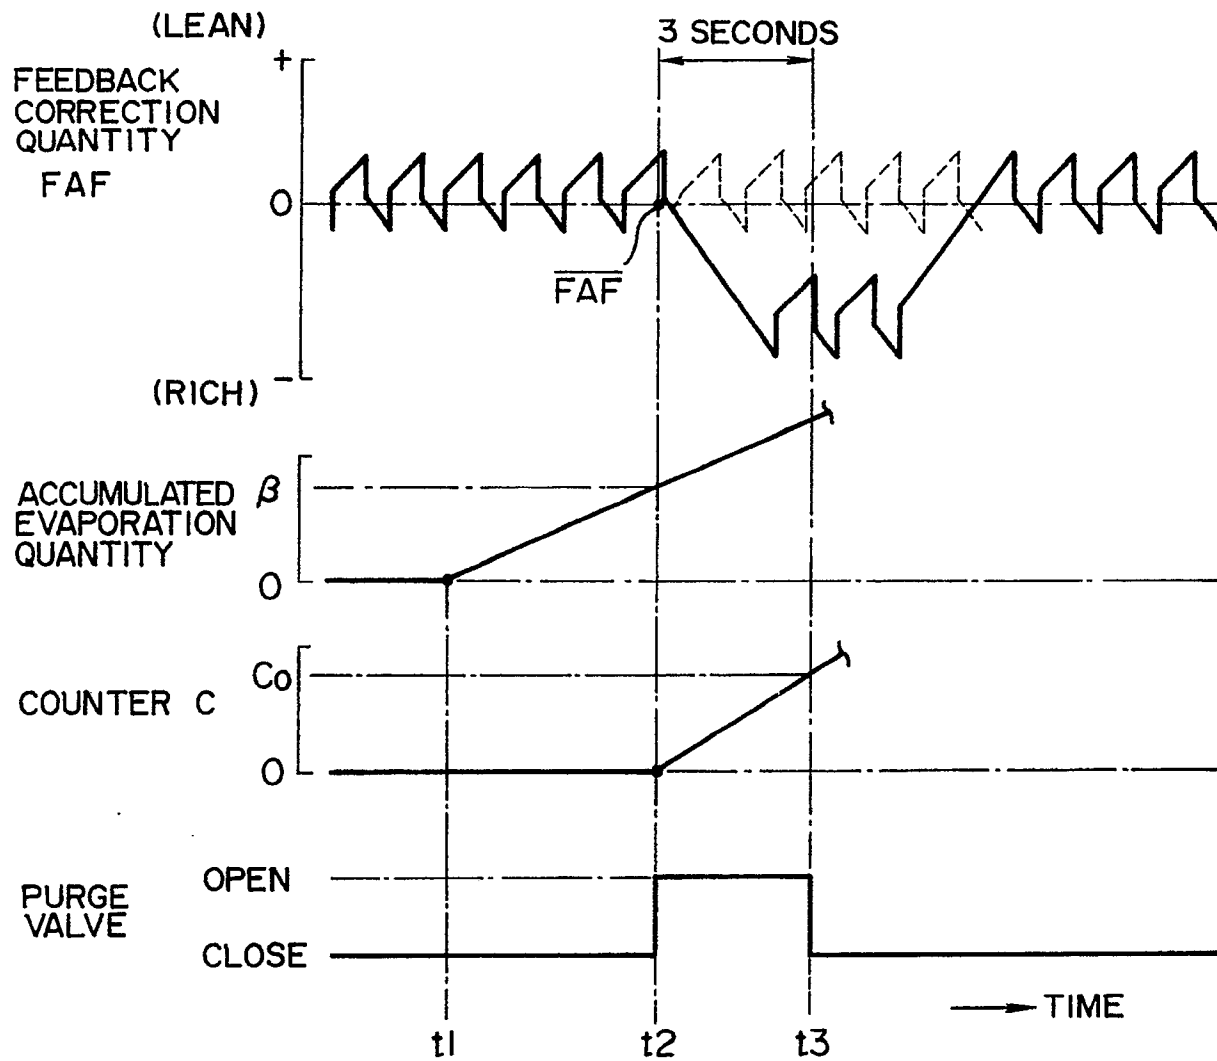 (LEAN)
3 SECONDS
+
FEEDBACK
CORRECTION
QUANTITY
FAF
0
F̅A̅F̅
−
(RICH)
ACCUMULATED
EVAPORATION
QUANTITY
β
0
Co
COUNTER C
0
OPEN
PURGE
VALVE
CLOSE
TIME
t1 t2 t3